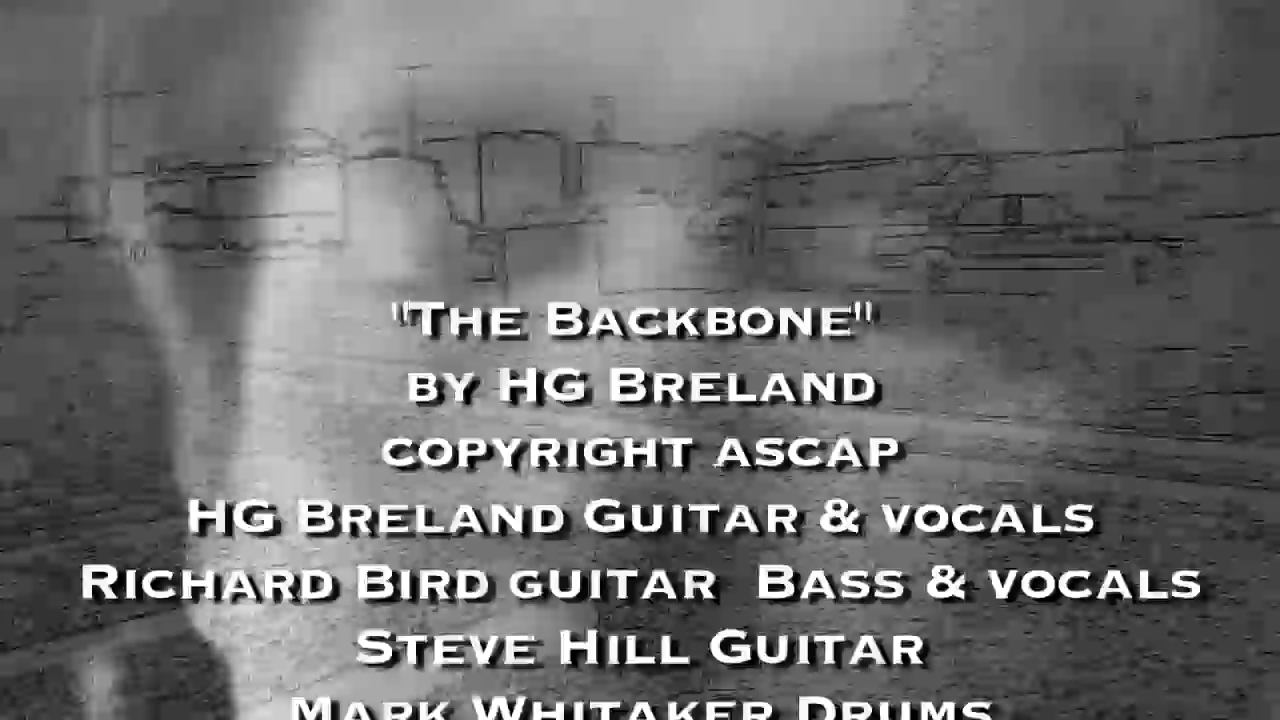 "The Backbone"
by HG Breland
copyright ascap
HG Breland Guitar & vocals
Richard Bird guitar Bass & vocals
Steve Hill Guitar
Mark Whitaker Drums